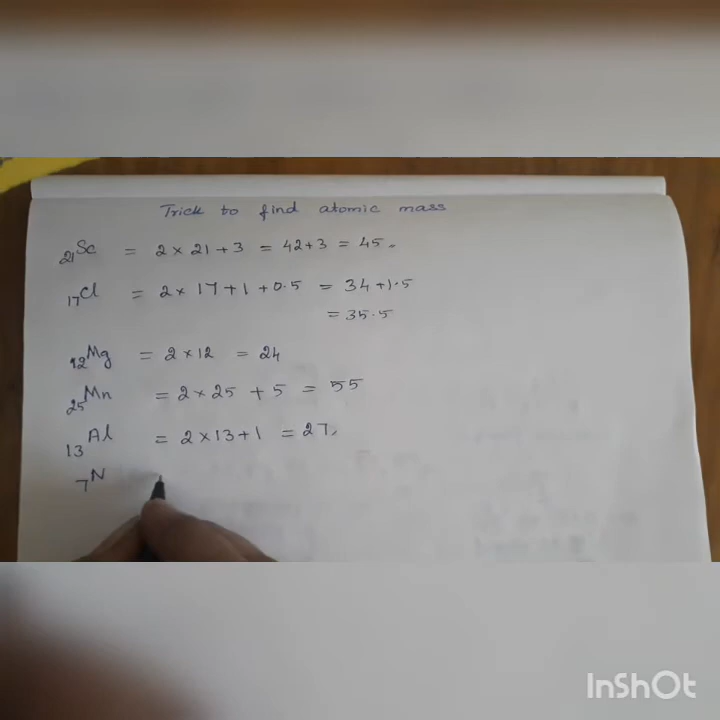 Trick to find atomic mass
21Sc = 2 × 21 + 3 = 42 + 3 = 45.
17Cl = 2 × 17 + 1 + 0.5 = 34 + 1.5
= 35.5
12Mg = 2 × 12 = 24
25Mn = 2 × 25 + 5 = 55
13Al = 2 × 13 + 1 = 27,
7N
InShOt